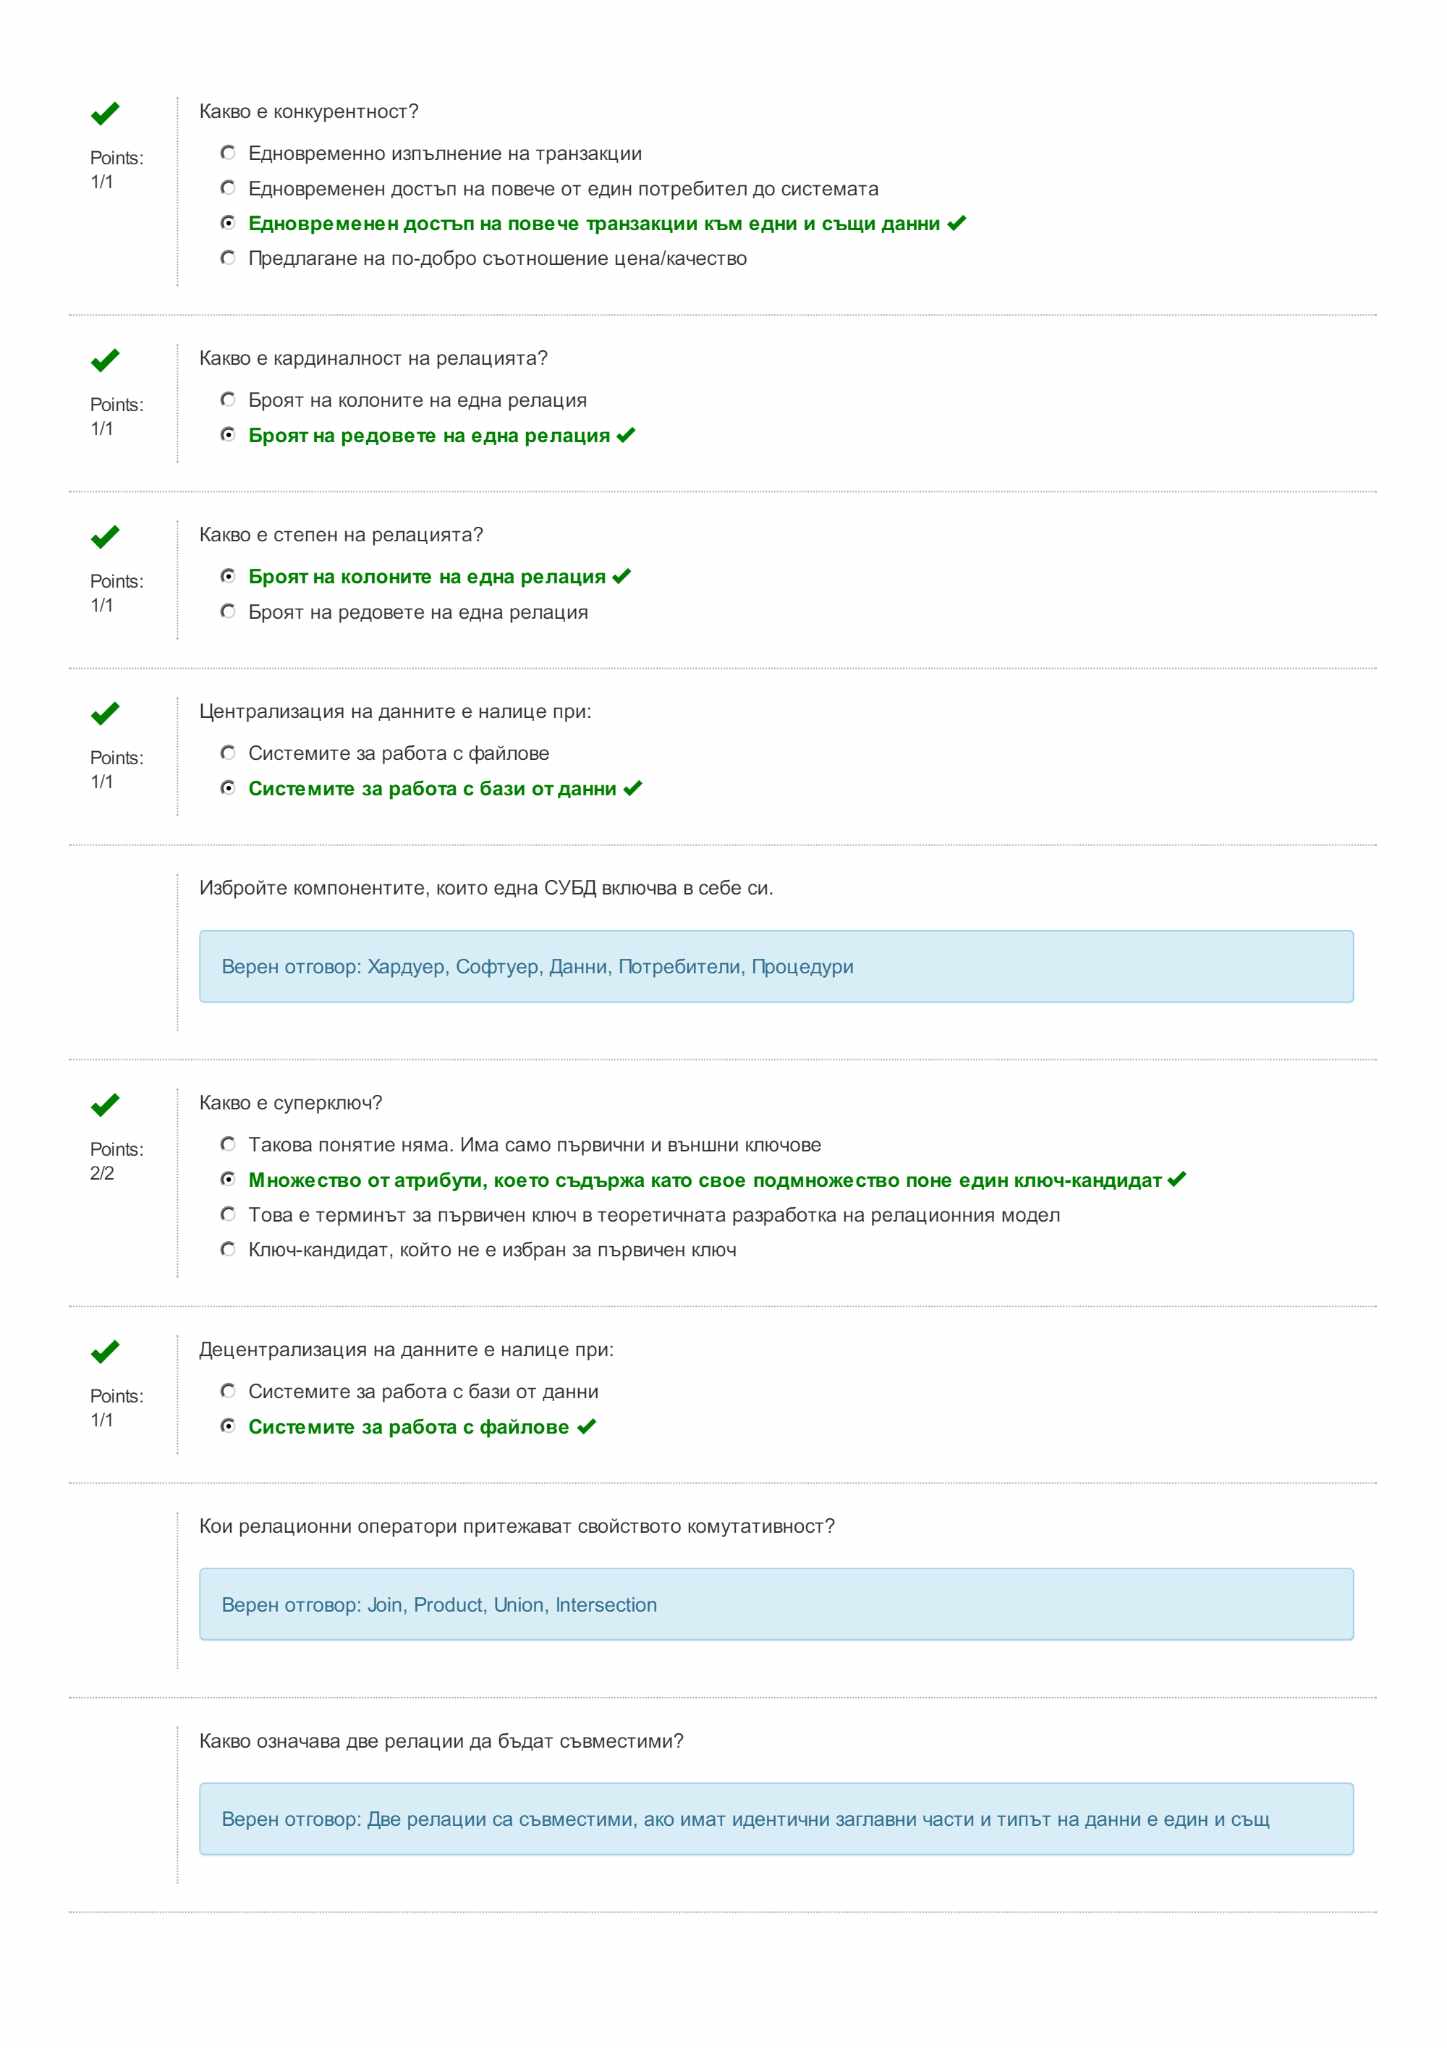 Какво е конкурентност?
Points:
1/1
Едновременно изпълнение на транзакции
Едновременен достъп на повече от един потребител до системата
Едновременен достъп на повече транзакции към едни и същи данни
Предлагане на по-добро съотношение цена/качество
Какво е кардиналност на релацията?
Points:
1/1
Броят на колоните на една релация
Броят на редовете на една релация
Какво е степен на релацията?
Points:
1/1
Броят на колоните на една релация
Броят на редовете на една релация
Централизация на данните е налице при:
Points:
1/1
Системите за работа с файлове
Системите за работа с бази от данни
Избройте компонентите, които една СУБД включва в себе си.
Верен отговор: Хардуер, Софтуер, Данни, Потребители, Процедури
Какво е суперключ?
Points:
2/2
Такова понятие няма. Има само първични и външни ключове
Множество от атрибути, което съдържа като свое подмножество поне един ключ-кандидат
Това е терминът за първичен ключ в теоретичната разработка на релационния модел
Ключ-кандидат, който не е избран за първичен ключ
Децентрализация на данните е налице при:
Points:
1/1
Системите за работа с бази от данни
Системите за работа с файлове
Кои релационни оператори притежават свойството комутативност?
Верен отговор: Join, Product, Union, Intersection
Какво означава две релации да бъдат съвместими?
Верен отговор: Две релации са съвместими, ако имат идентични заглавни части и типът на данни е един и същ